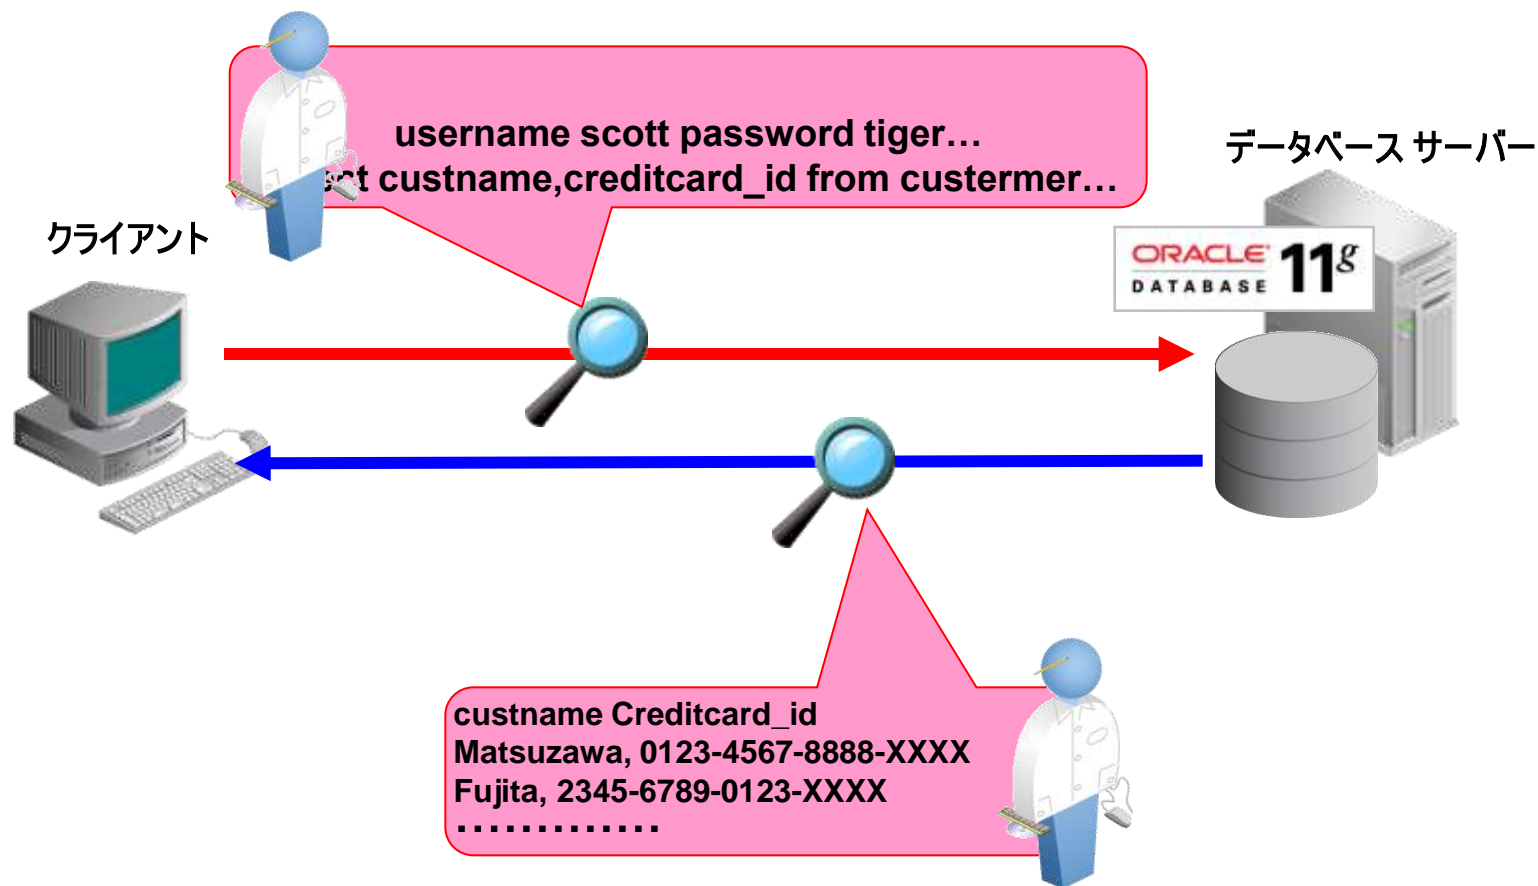 username scott password tiger…
custname,creditcard_id from custermer…
データベース サーバー
クライアント
ORACLE 11g
DATABASE
custname Creditcard_id
Matsuzawa, 0123-4567-8888-XXXX
Fujita, 2345-6789-0123-XXXX
·············